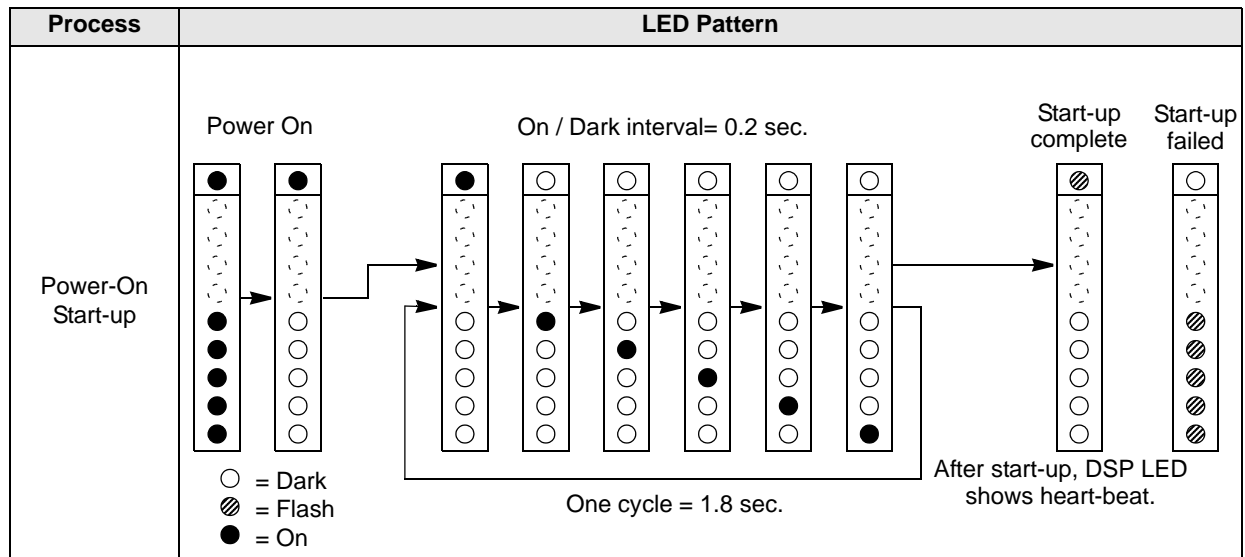 Process
LED Pattern
Power-On
Start-up
Power On
On / Dark interval= 0.2 sec.
Start-up
complete
Start-up
failed
= Dark
= Flash
= On
One cycle = 1.8 sec.
After start-up, DSP LED
shows heart-beat.